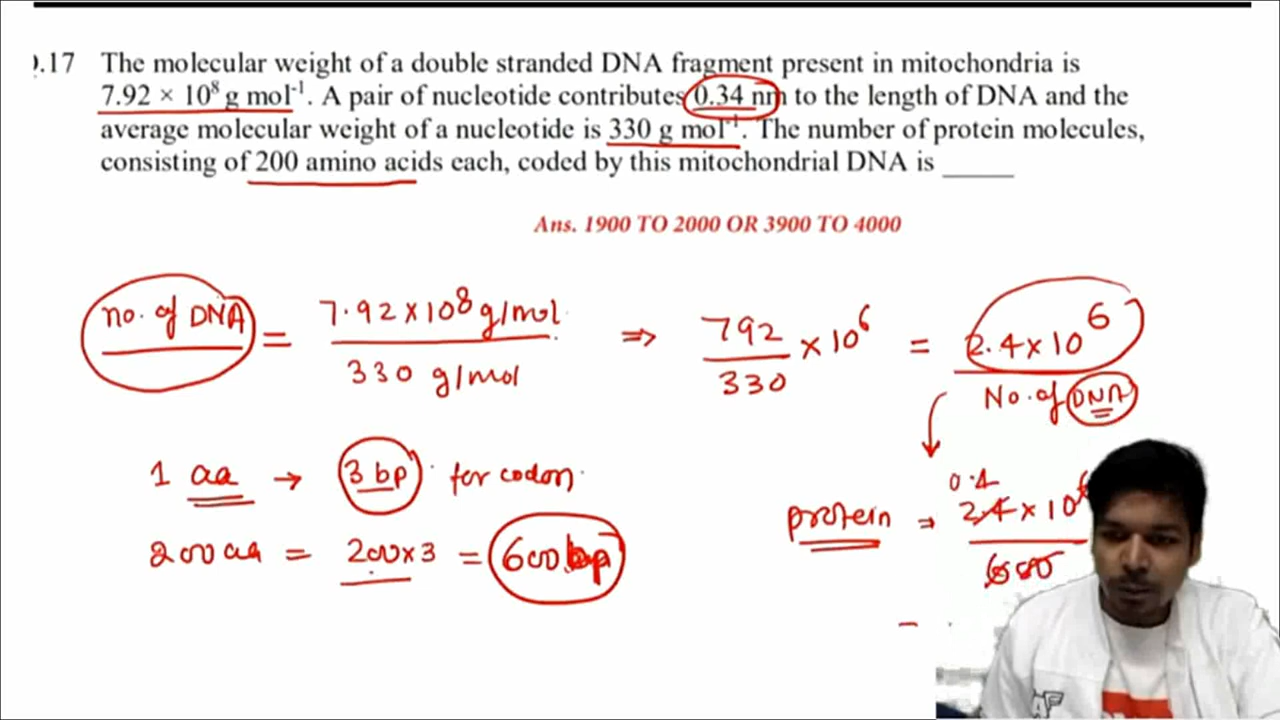 Q.17 The molecular weight of a double stranded DNA fragment present in mitochondria is
7.92 × 10⁸ g mol⁻¹. A pair of nucleotide contributes 0.34 nm to the length of DNA and the
average molecular weight of a nucleotide is 330 g mol⁻¹. The number of protein molecules,
consisting of 200 amino acids each, coded by this mitochondrial DNA is ______
Ans. 1900 TO 2000 OR 3900 TO 4000
no. of DNA = 7.92 × 10⁸ g/mol / 330 g/mol ⇒ 792 / 330 × 10⁶ = 2.4 × 10⁶
No. of DNA
1 aa → 3 bp for codon
0.4
protein ⇒ 2.4 × 10⁶ / 600
200 aa = 200 × 3 = 600 bp
=
AF